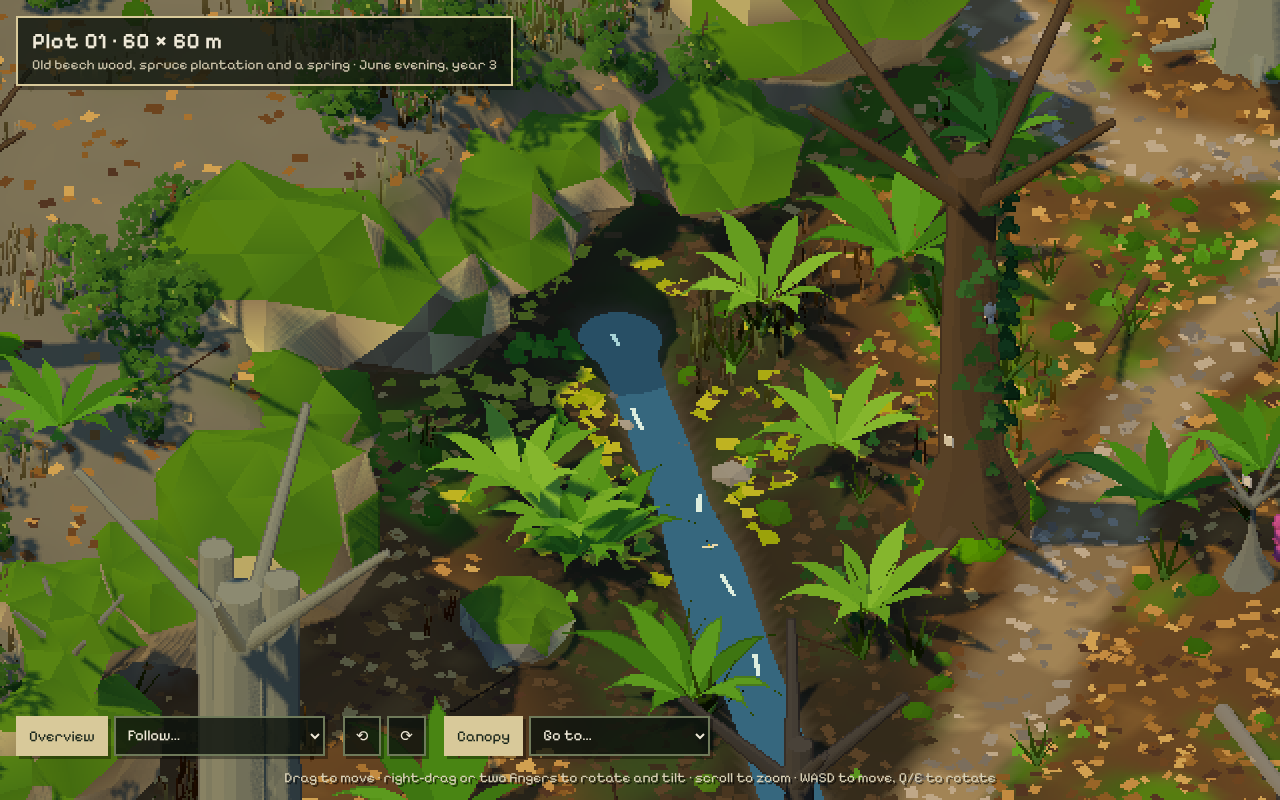 Plot 01 · 60 × 60 m
Old beech wood, spruce plantation and a spring · June evening, year 3
Overview
Follow...
⟲
⟳
Canopy
Go to...
Drag to move · right-drag or two fingers to rotate and tilt · scroll to zoom · WASD to move, Q/E to rotate